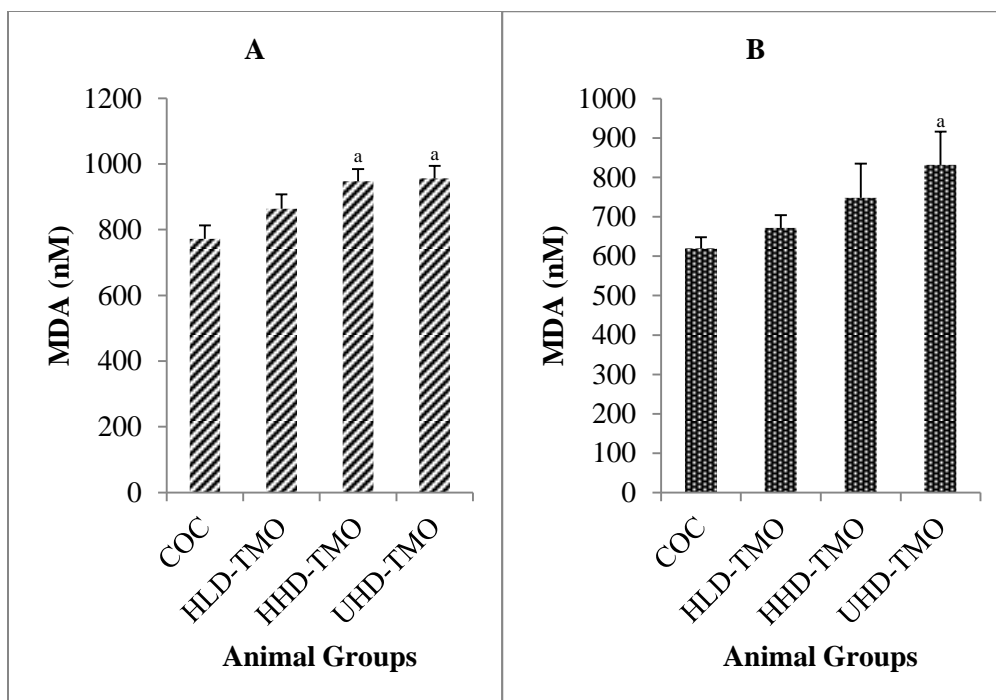 A
MDA (nM)
1200
1000
800
600
400
200
0
a
a
COC
HLD-TMO
HHD-TMO
UHD-TMO
Animal Groups
B
MDA (nM)
1000
900
800
700
600
500
400
300
200
100
0
a
COC
HLD-TMO
HHD-TMO
UHD-TMO
Animal Groups